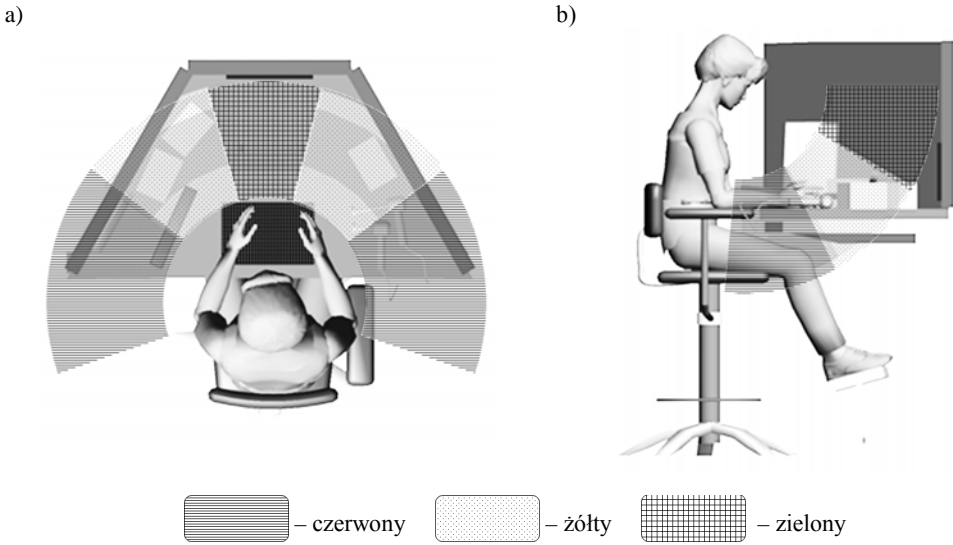 a)
b)
– czerwony
– żółty
– zielony